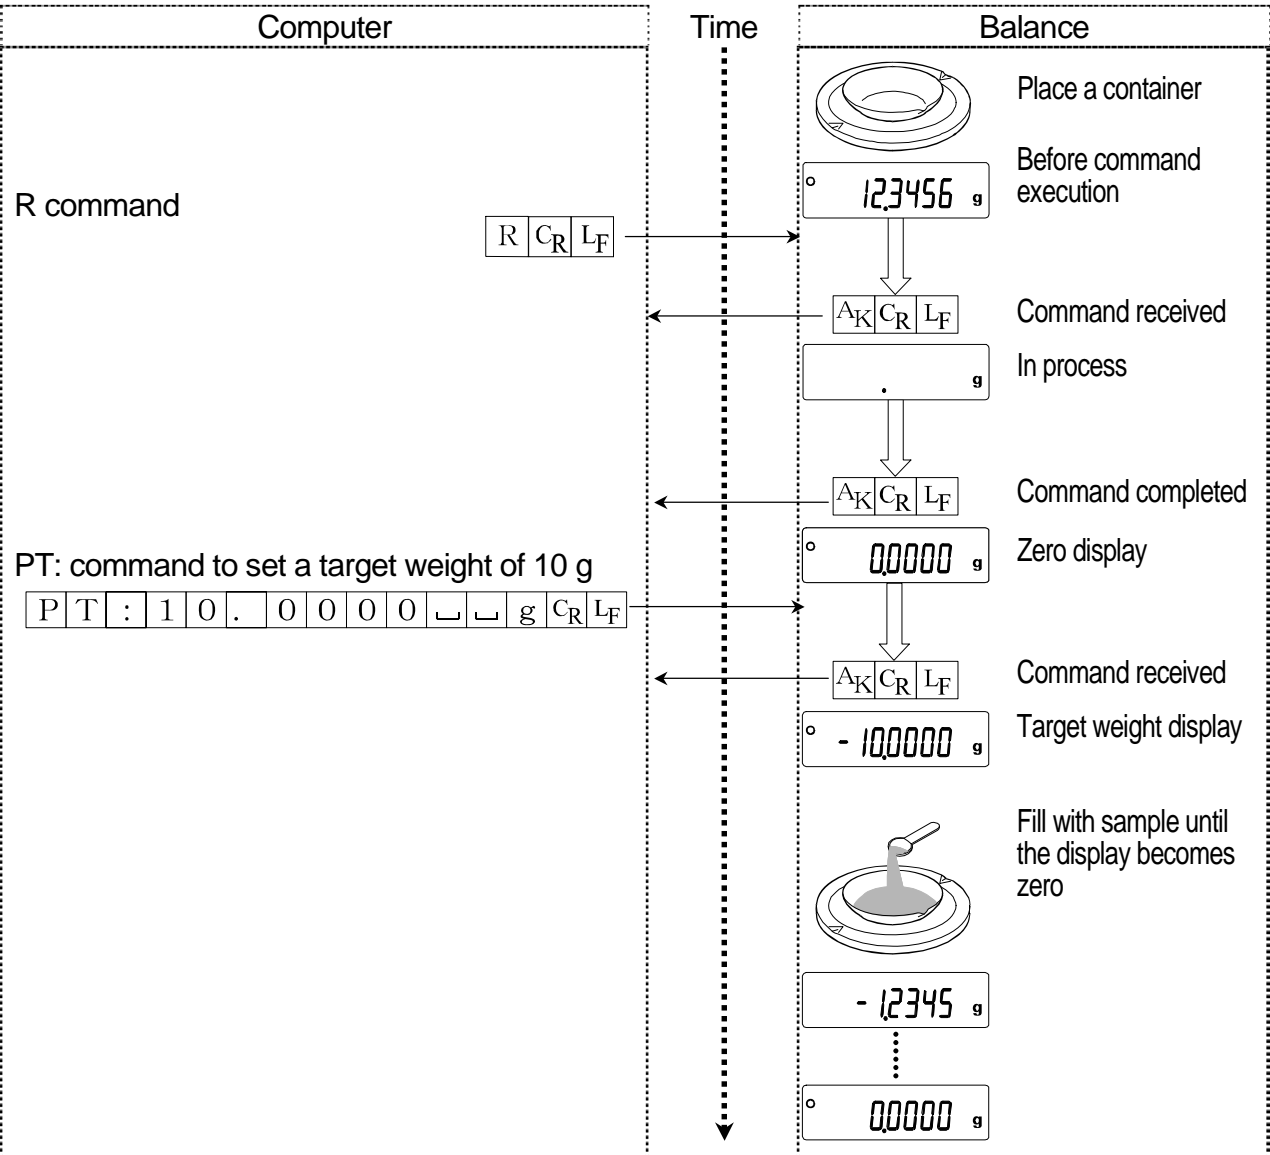 Computer
Time
Balance
Place a container
Before command
execution
12.3456 g
R command
R CR LF
AK CR LF
Command received
. g
In process
AK CR LF
Command completed
0.0000 g
Zero display
PT: command to set a target weight of 10 g
P T : 1 0 . 0 0 0 0 ␣ ␣ g CR LF
AK CR LF
Command received
- 10.0000 g
Target weight display
Fill with sample until
the display becomes
zero
- 1.2345 g
0.0000 g